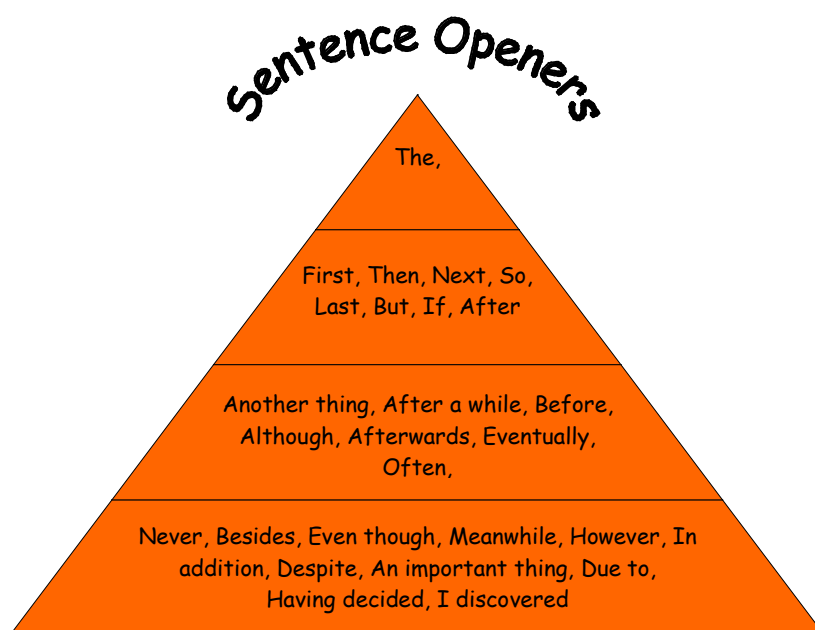 Sentence Openers
The,
First, Then, Next, So,
Last, But, If, After
Another thing, After a while, Before,
Although, Afterwards, Eventually,
Often,
Never, Besides, Even though, Meanwhile, However, In
addition, Despite, An important thing, Due to,
Having decided, I discovered